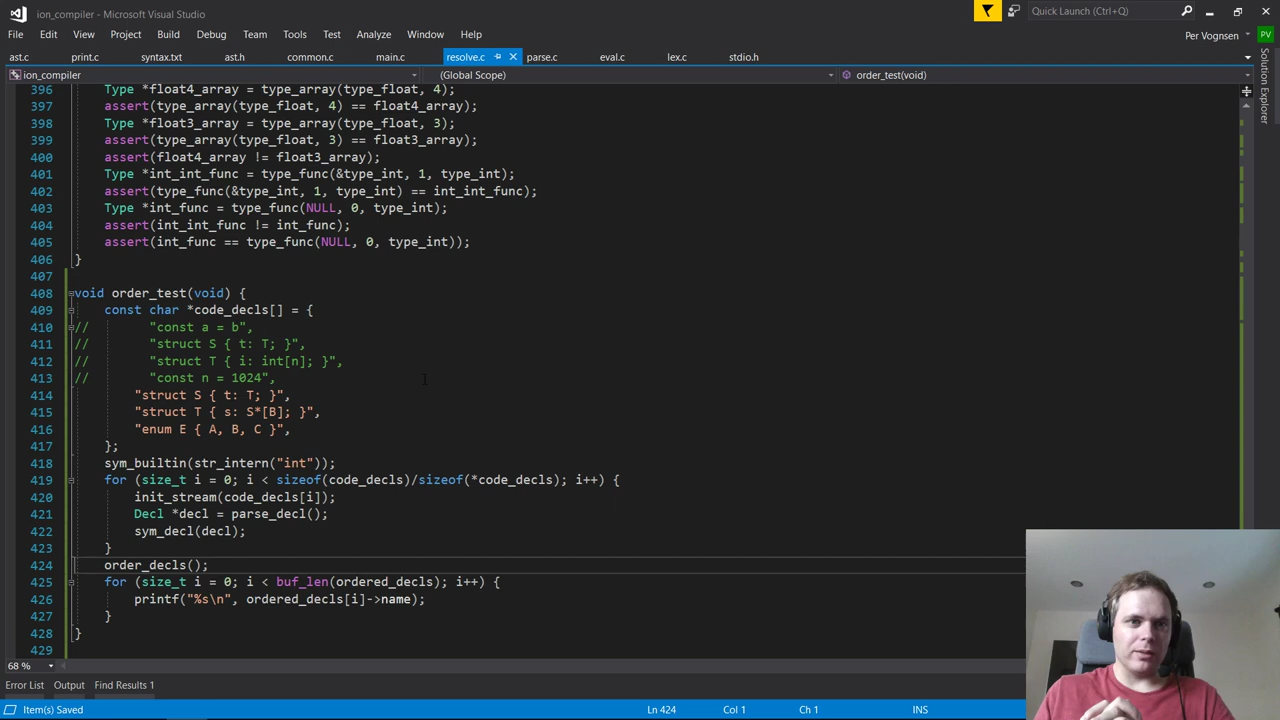 ion_compiler - Microsoft Visual Studio
Quick Launch (Ctrl+Q)
File Edit View Project Build Debug Team Tools Test Analyze Window Help
Per Vognsen PV
ast.c print.c syntax.txt ast.h common.c main.c resolve.c parse.c eval.c lex.c stdio.h
ion_compiler (Global Scope) order_test(void)
Solution Explorer
396 Type *float4_array = type_array(type_float, 4);
397 assert(type_array(type_float, 4) == float4_array);
398 Type *float3_array = type_array(type_float, 3);
399 assert(type_array(type_float, 3) == float3_array);
400 assert(float4_array != float3_array);
401 Type *int_int_func = type_func(&type_int, 1, type_int);
402 assert(type_func(&type_int, 1, type_int) == int_int_func);
403 Type *int_func = type_func(NULL, 0, type_int);
404 assert(int_int_func != int_func);
405 assert(int_func == type_func(NULL, 0, type_int));
406 }
407
408 void order_test(void) {
409 const char *code_decls[] = {
410 // "const a = b",
411 // "struct S { t: T; }",
412 // "struct T { i: int[n]; }",
413 // "const n = 1024",
414 "struct S { t: T; }",
415 "struct T { s: S*[B]; }",
416 "enum E { A, B, C }",
417 };
418 sym_builtin(str_intern("int"));
419 for (size_t i = 0; i < sizeof(code_decls)/sizeof(*code_decls); i++) {
420 init_stream(code_decls[i]);
421 Decl *decl = parse_decl();
422 sym_decl(decl);
423 }
424 order_decls();
425 for (size_t i = 0; i < buf_len(ordered_decls); i++) {
426 printf("%s\n", ordered_decls[i]->name);
427 }
428 }
429
68 %
Error List Output Find Results 1
Item(s) Saved Ln 424 Col 1 Ch 1 INS